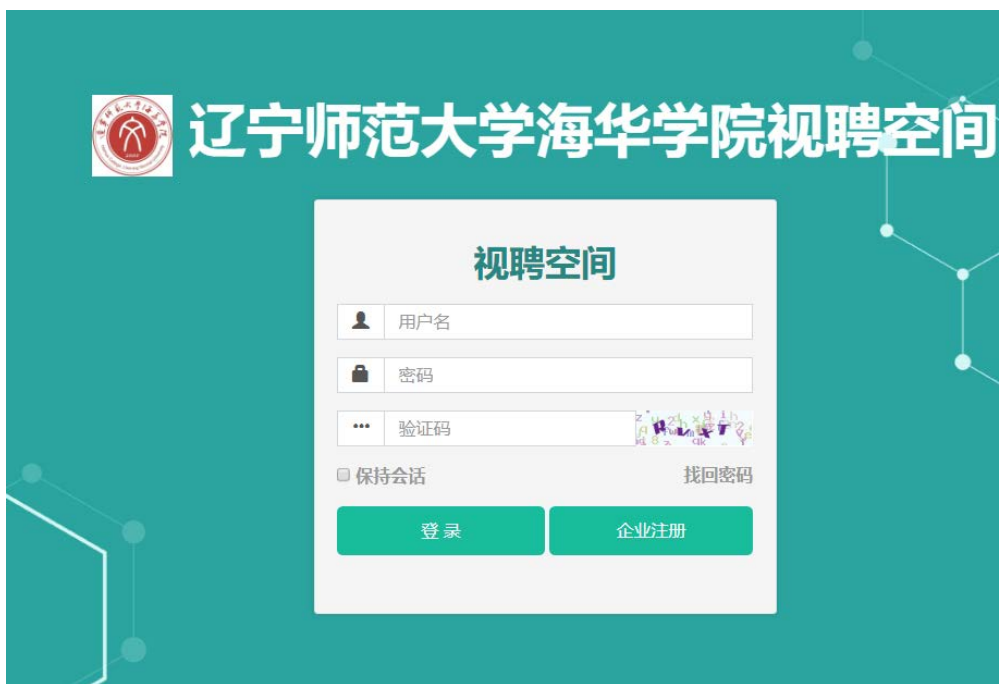 辽宁师范大学海华学院视聘空间
视聘空间
用户名
密码
验证码
保持会话
找回密码
登录
企业注册